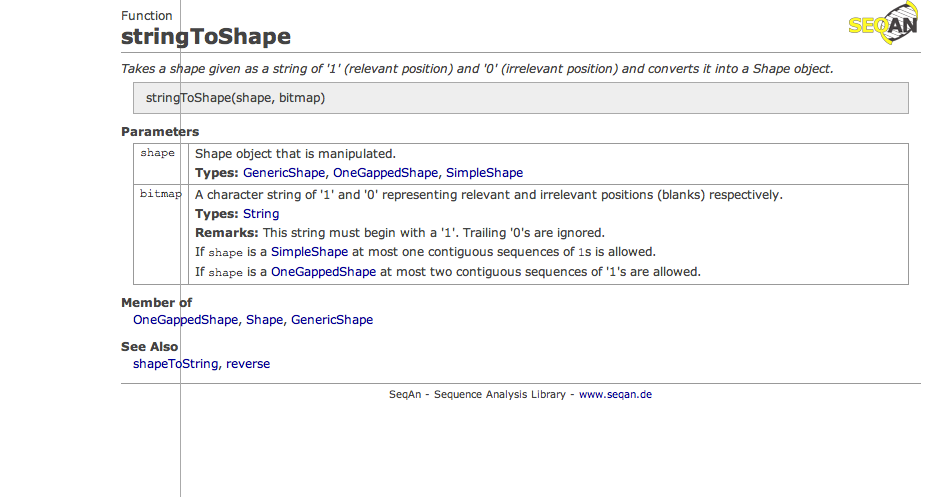 Function
SEQAN
stringToShape
Takes a shape given as a string of '1' (relevant position) and '0' (irrelevant position) and converts it into a Shape object.
stringToShape(shape, bitmap)
Parameters
shape Shape object that is manipulated.
Types: GenericShape, OneGappedShape, SimpleShape
bitmap A character string of '1' and '0' representing relevant and irrelevant positions (blanks) respectively.
Types: String
Remarks: This string must begin with a '1'. Trailing '0's are ignored.
If shape is a SimpleShape at most one contiguous sequences of 1s is allowed.
If shape is a OneGappedShape at most two contiguous sequences of '1's are allowed.
Member of
OneGappedShape, Shape, GenericShape
See Also
shapeToString, reverse
SeqAn - Sequence Analysis Library - www.seqan.de